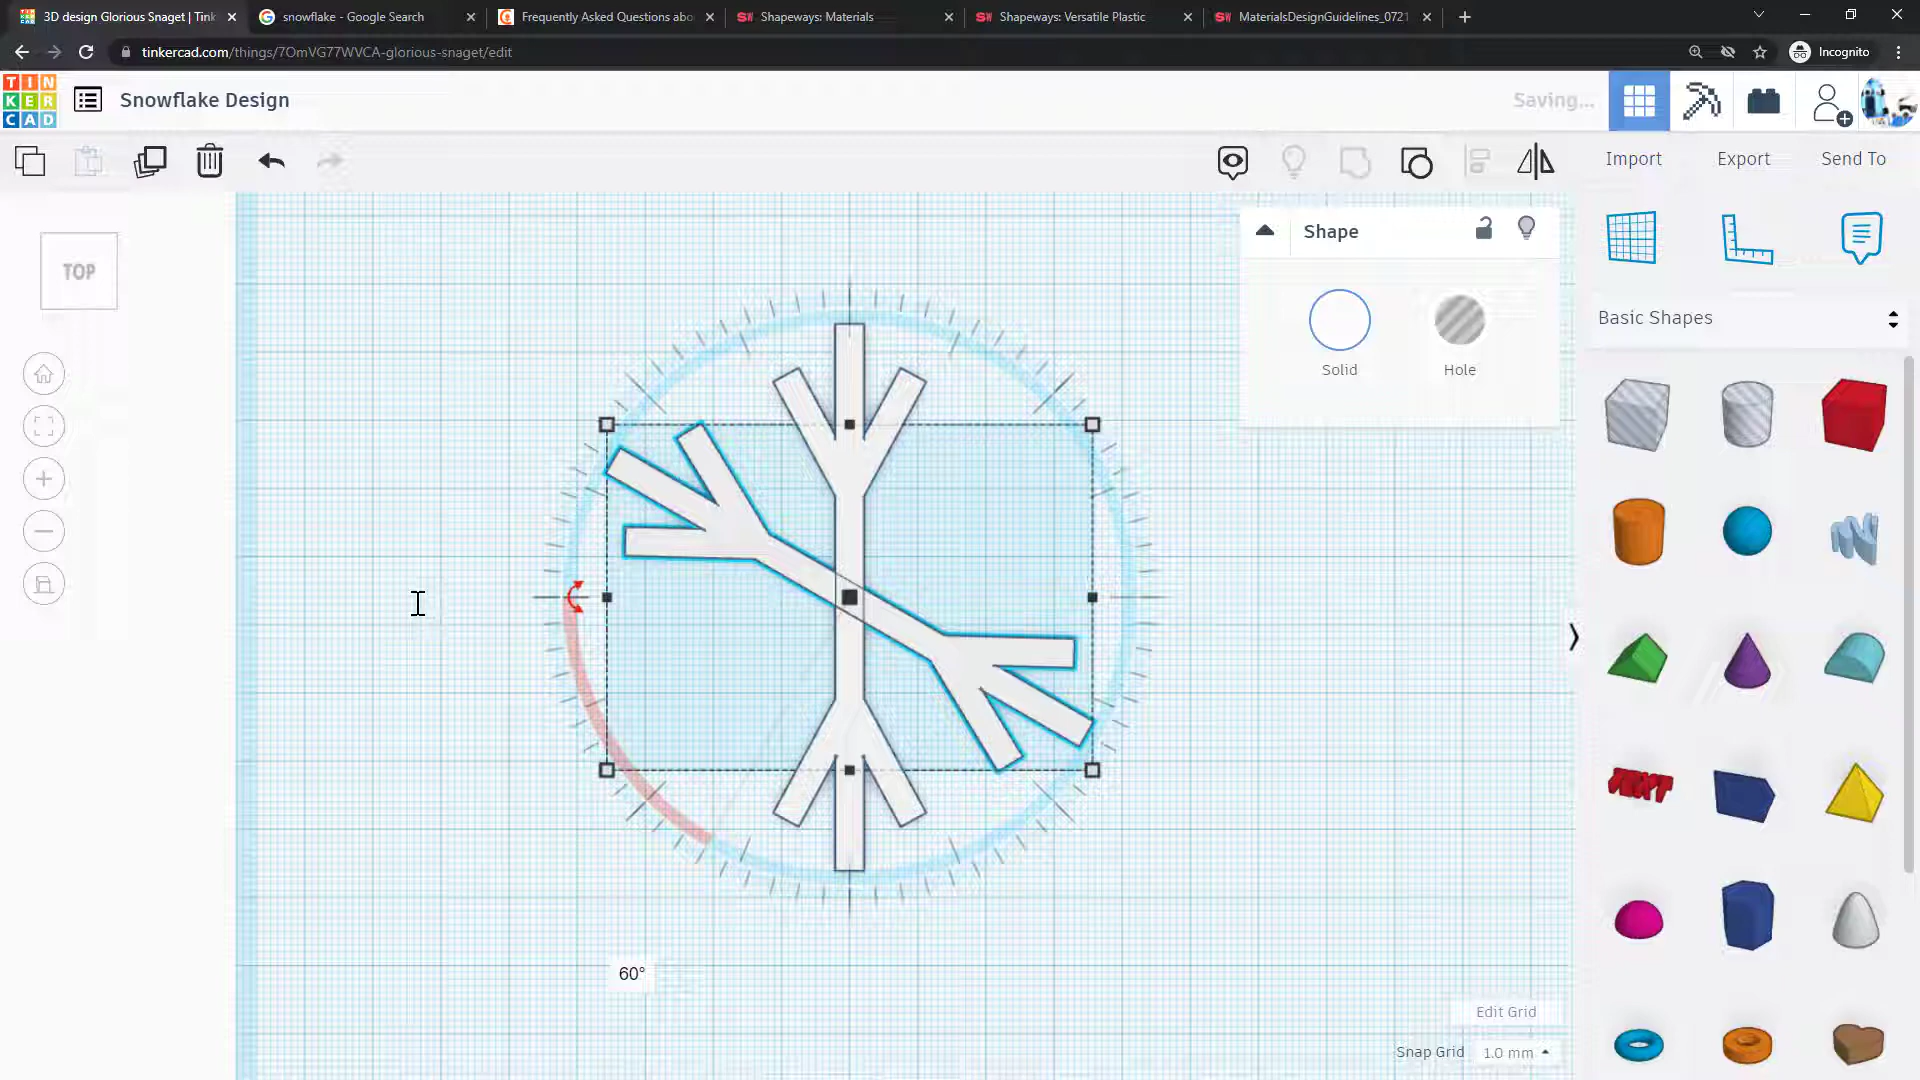 3D design Glorious Snaget | Tink
snowflake - Google Search
Frequently Asked Questions abo
Shapeways: Materials
Shapeways: Versatile Plastic
MaterialsDesignGuidelines_0721
tinkercad.com/things/7OmVG77WVCA-glorious-snaget/edit
Incognito
TIN
KER
CAD
Snowflake Design
Saving...
Import
Export
Send To
TOP
Shape
Solid
Hole
Basic Shapes
TEXT
60°
Edit Grid
Snap Grid
1.0 mm